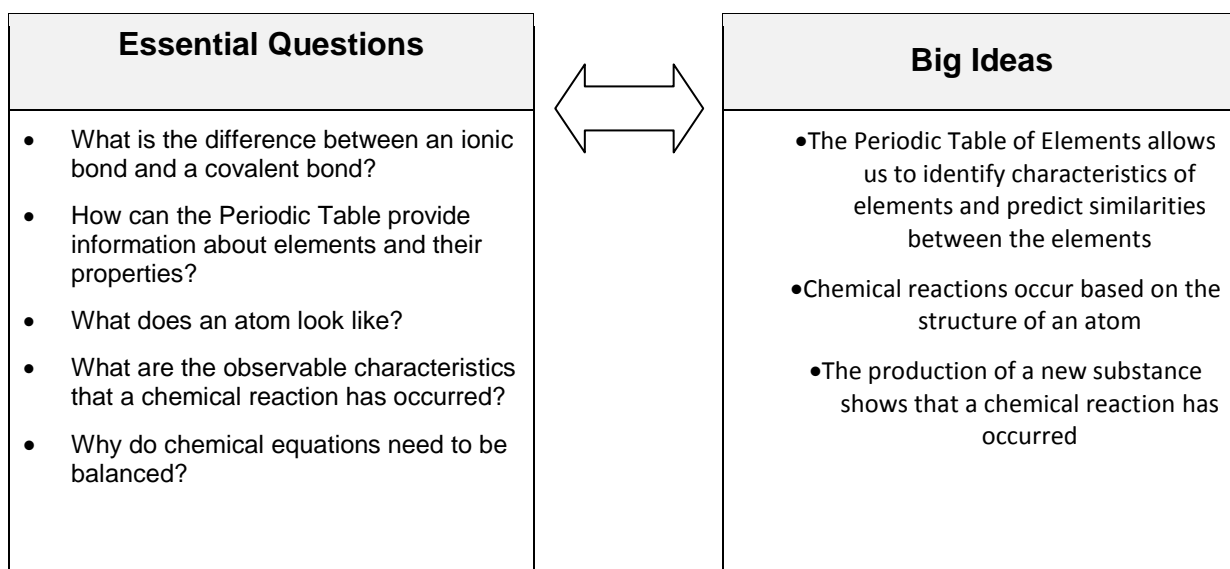 Essential Questions
• What is the difference between an ionic
bond and a covalent bond?
• How can the Periodic Table provide
information about elements and their
properties?
• What does an atom look like?
• What are the observable characteristics
that a chemical reaction has occurred?
• Why do chemical equations need to be
balanced?
Big Ideas
•The Periodic Table of Elements allows
us to identify characteristics of
elements and predict similarities
between the elements
•Chemical reactions occur based on the
structure of an atom
•The production of a new substance
shows that a chemical reaction has
occurred